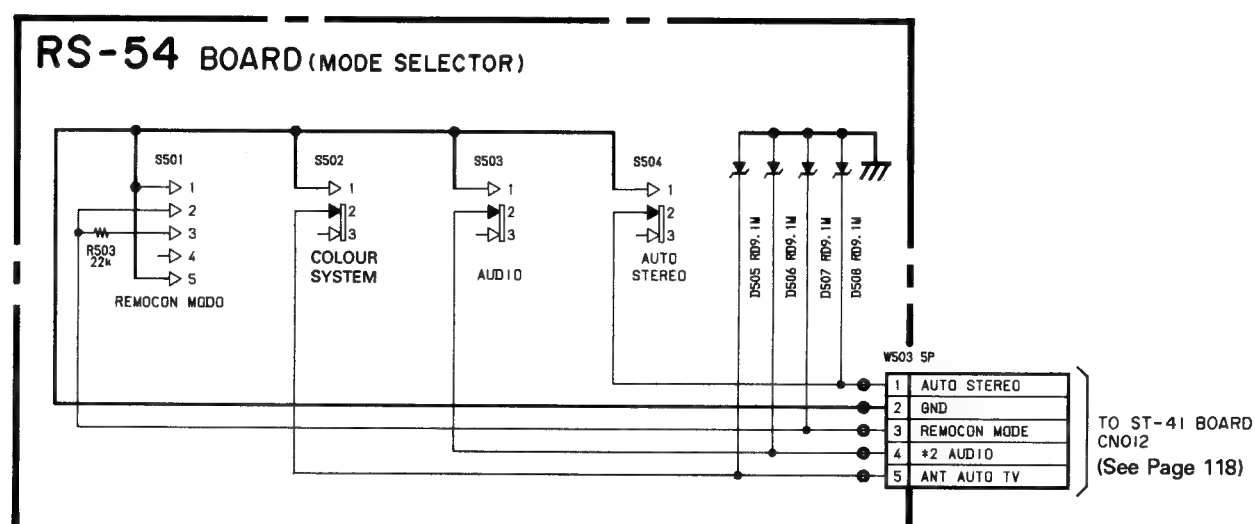 RS-54 BOARD (MODE SELECTOR)
S501
1
2
3
4
5
R503
22K
REMOCON MODO
S502
1
2
3
COLOUR
SYSTEM
S503
1
2
3
AUDIO
S504
1
2
3
AUTO
STEREO
D505 RD9.1M
D506 RD9.1M
D507 RD9.1M
D508 RD9.1M
W503 5P
1 AUTO STEREO
2 GND
3 REMOCON MODE
4 *2 AUDIO
5 ANT AUTO TV
TO ST-41 BOARD
CN012
(See Page 118)